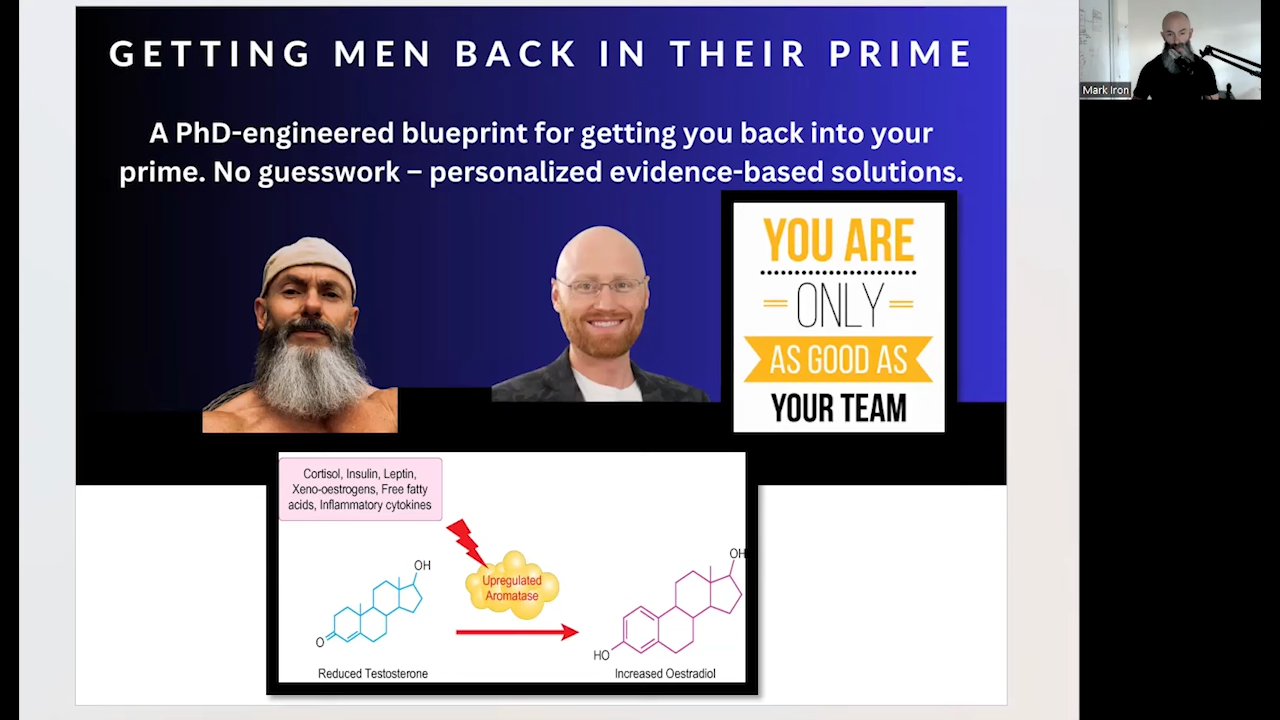 GETTING MEN BACK IN THEIR PRIME
A PhD-engineered blueprint for getting you back into your
prime. No guesswork – personalized evidence-based solutions.
YOU ARE
ONLY
AS GOOD AS
YOUR TEAM
Cortisol, Insulin, Leptin,
Xeno-oestrogens, Free fatty
acids, Inflammatory cytokines
Upregulated
Aromatase
OH
O
Reduced Testosterone
OH
HO
Increased Oestradiol
Mark Iron